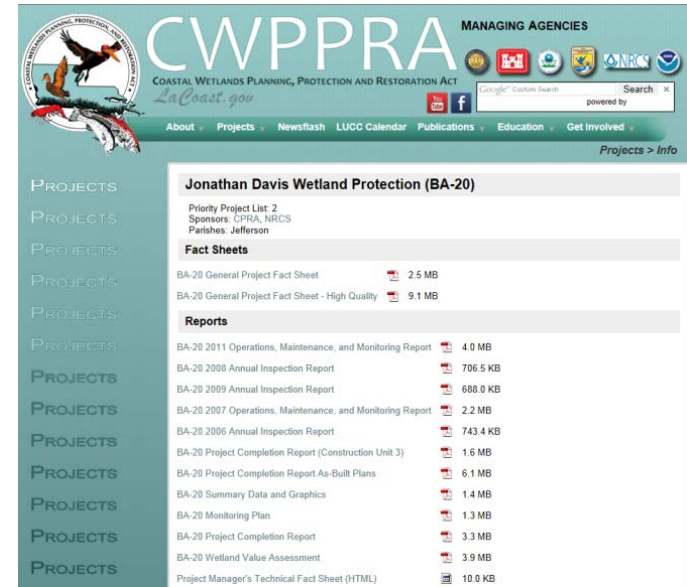 CWPPRA
MANAGING AGENCIES
NRCS
COASTAL WETLANDS PLANNING, PROTECTION AND RESTORATION ACT
LaCoast.gov
You Tube
f
Google™ Custom Search
Search
×
powered by
About
Projects
Newsflash
LUCC Calendar
Publications
Education
Get Involved
Projects > Info
PROJECTS
PROJECTS
PROJECTS
PROJECTS
PROJECTS
PROJECTS
PROJECTS
PROJECTS
PROJECTS
PROJECTS
PROJECTS
PROJECTS
PROJECTS
Jonathan Davis Wetland Protection (BA-20)
Priority Project List: 2
Sponsors: CPRA, NRCS
Parishes: Jefferson
Fact Sheets
BA-20 General Project Fact Sheet 2.5 MB
BA-20 General Project Fact Sheet - High Quality 9.1 MB
Reports
BA-20 2011 Operations, Maintenance, and Monitoring Report 4.0 MB
BA-20 2008 Annual Inspection Report 706.5 KB
BA-20 2009 Annual Inspection Report 688.0 KB
BA-20 2007 Operations, Maintenance, and Monitoring Report 2.2 MB
BA-20 2006 Annual Inspection Report 743.4 KB
BA-20 Project Completion Report (Construction Unit 3) 1.6 MB
BA-20 Project Completion Report As-Built Plans 6.1 MB
BA-20 Summary Data and Graphics 1.4 MB
BA-20 Monitoring Plan 1.3 MB
BA-20 Project Completion Report 3.3 MB
BA-20 Wetland Value Assessment 3.9 MB
Project Manager's Technical Fact Sheet (HTML) 10.0 KB